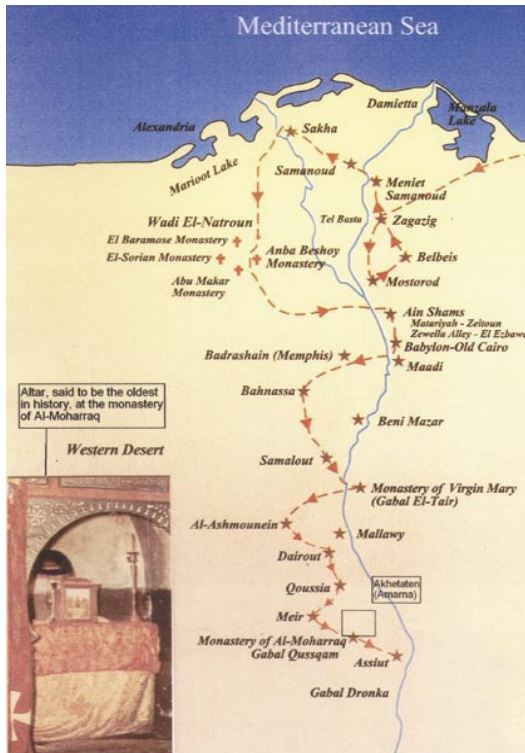 Mediterranean Sea
Damietta
Manzala
Lake
Alexandria
Sakha
Marioot Lake
Samanoud
Meniet
Samanoud
Wadi El-Natroun
Tel Basta
Zagazig
El Baramose Monastery
El-Sorian Monastery
Anba Beshoy
Monastery
Belbeis
Abu Makar
Monastery
Mostorod
Ain Shams
Matariyah - Zeitoun
Zeweila Alley - El Ezbawe
Babylon-Old Cairo
Badrashain (Memphis)
Maadi
Altar, said to be the oldest
in history, at the monastery
of Al-Moharraq
Bahnassa
Beni Mazar
Western Desert
Samalout
Monastery of Virgin Mary
(Gabal El-Tair)
Al-Ashmounein
Mallawy
Dairout
Qoussia
Akhetaten
(Amarna)
Meir
Monastery of Al-Moharraq
Gabal Qussqam
Assiut
Gabal Dronka